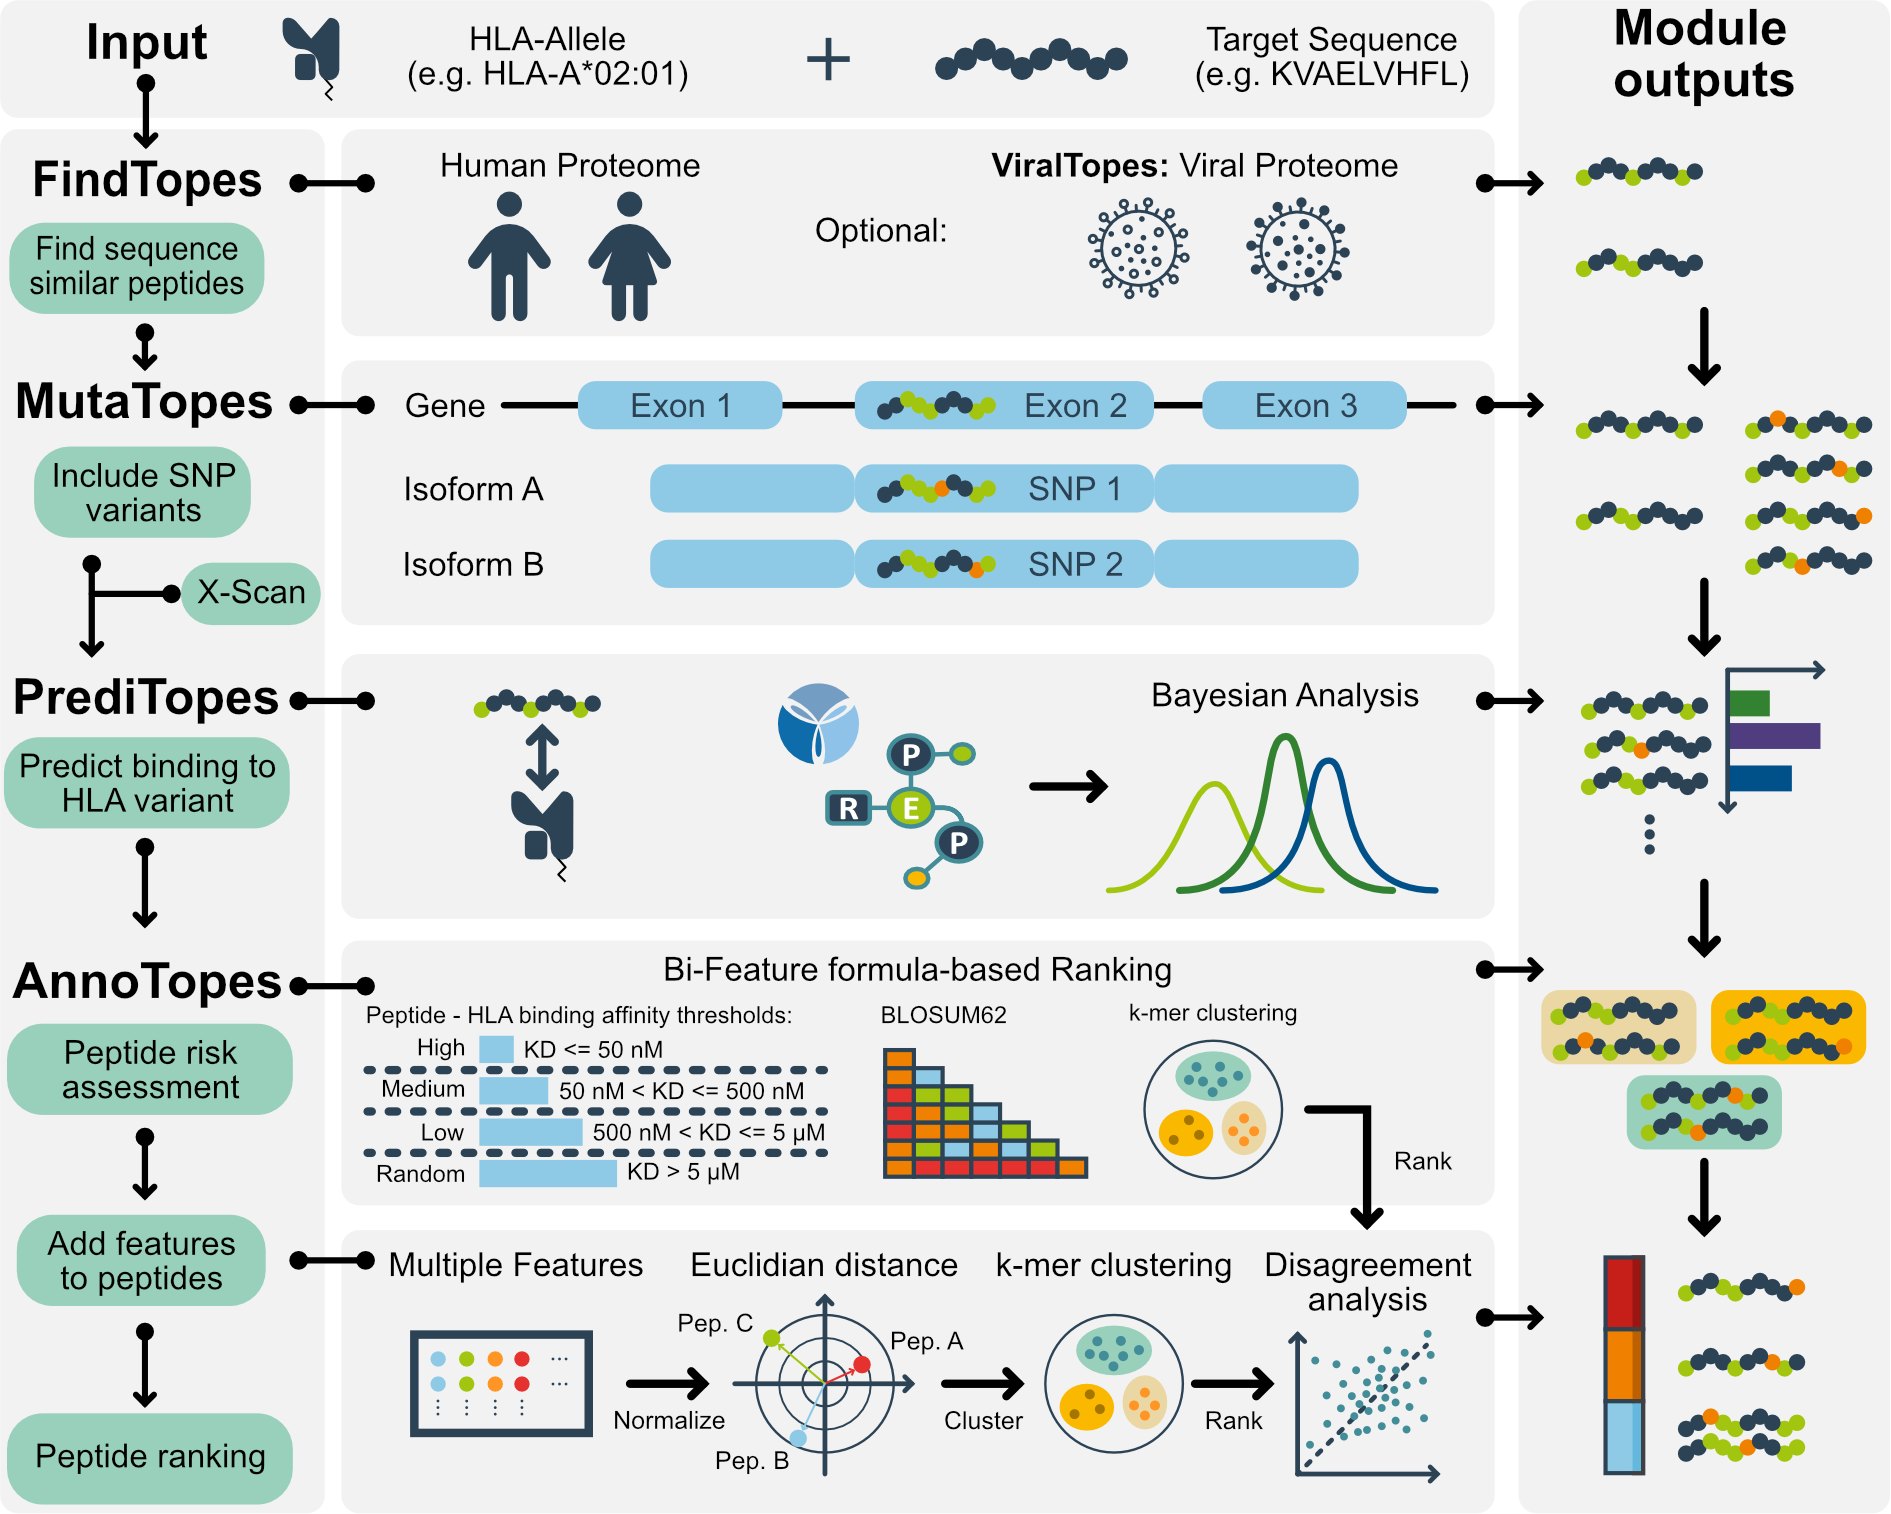 Input
HLA-Allele
(e.g. HLA-A*02:01)
+
Target Sequence
(e.g. KVAELVHFL)
Module
outputs
FindTopes
Find sequence
similar peptides
Human Proteome
ViralTopes: Viral Proteome
Optional:
MutaTopes
Include SNP
variants
X-Scan
Gene
Exon 1
Exon 2
Exon 3
Isoform A
SNP 1
Isoform B
SNP 2
PrediTopes
Predict binding to
HLA variant
P
R
E
P
Bayesian Analysis
AnnoTopes
Peptide risk
assessment
Bi-Feature formula-based Ranking
Peptide - HLA binding affinity thresholds:
High
KD <= 50 nM
Medium
50 nM < KD <= 500 nM
Low
500 nM < KD <= 5 µM
Random
KD > 5 µM
BLOSUM62
k-mer clustering
Rank
Add features
to peptides
Peptide ranking
Multiple Features
...
...
Normalize
Euclidian distance
Pep. C
Pep. A
Pep. B
Cluster
k-mer clustering
Rank
Disagreement
analysis